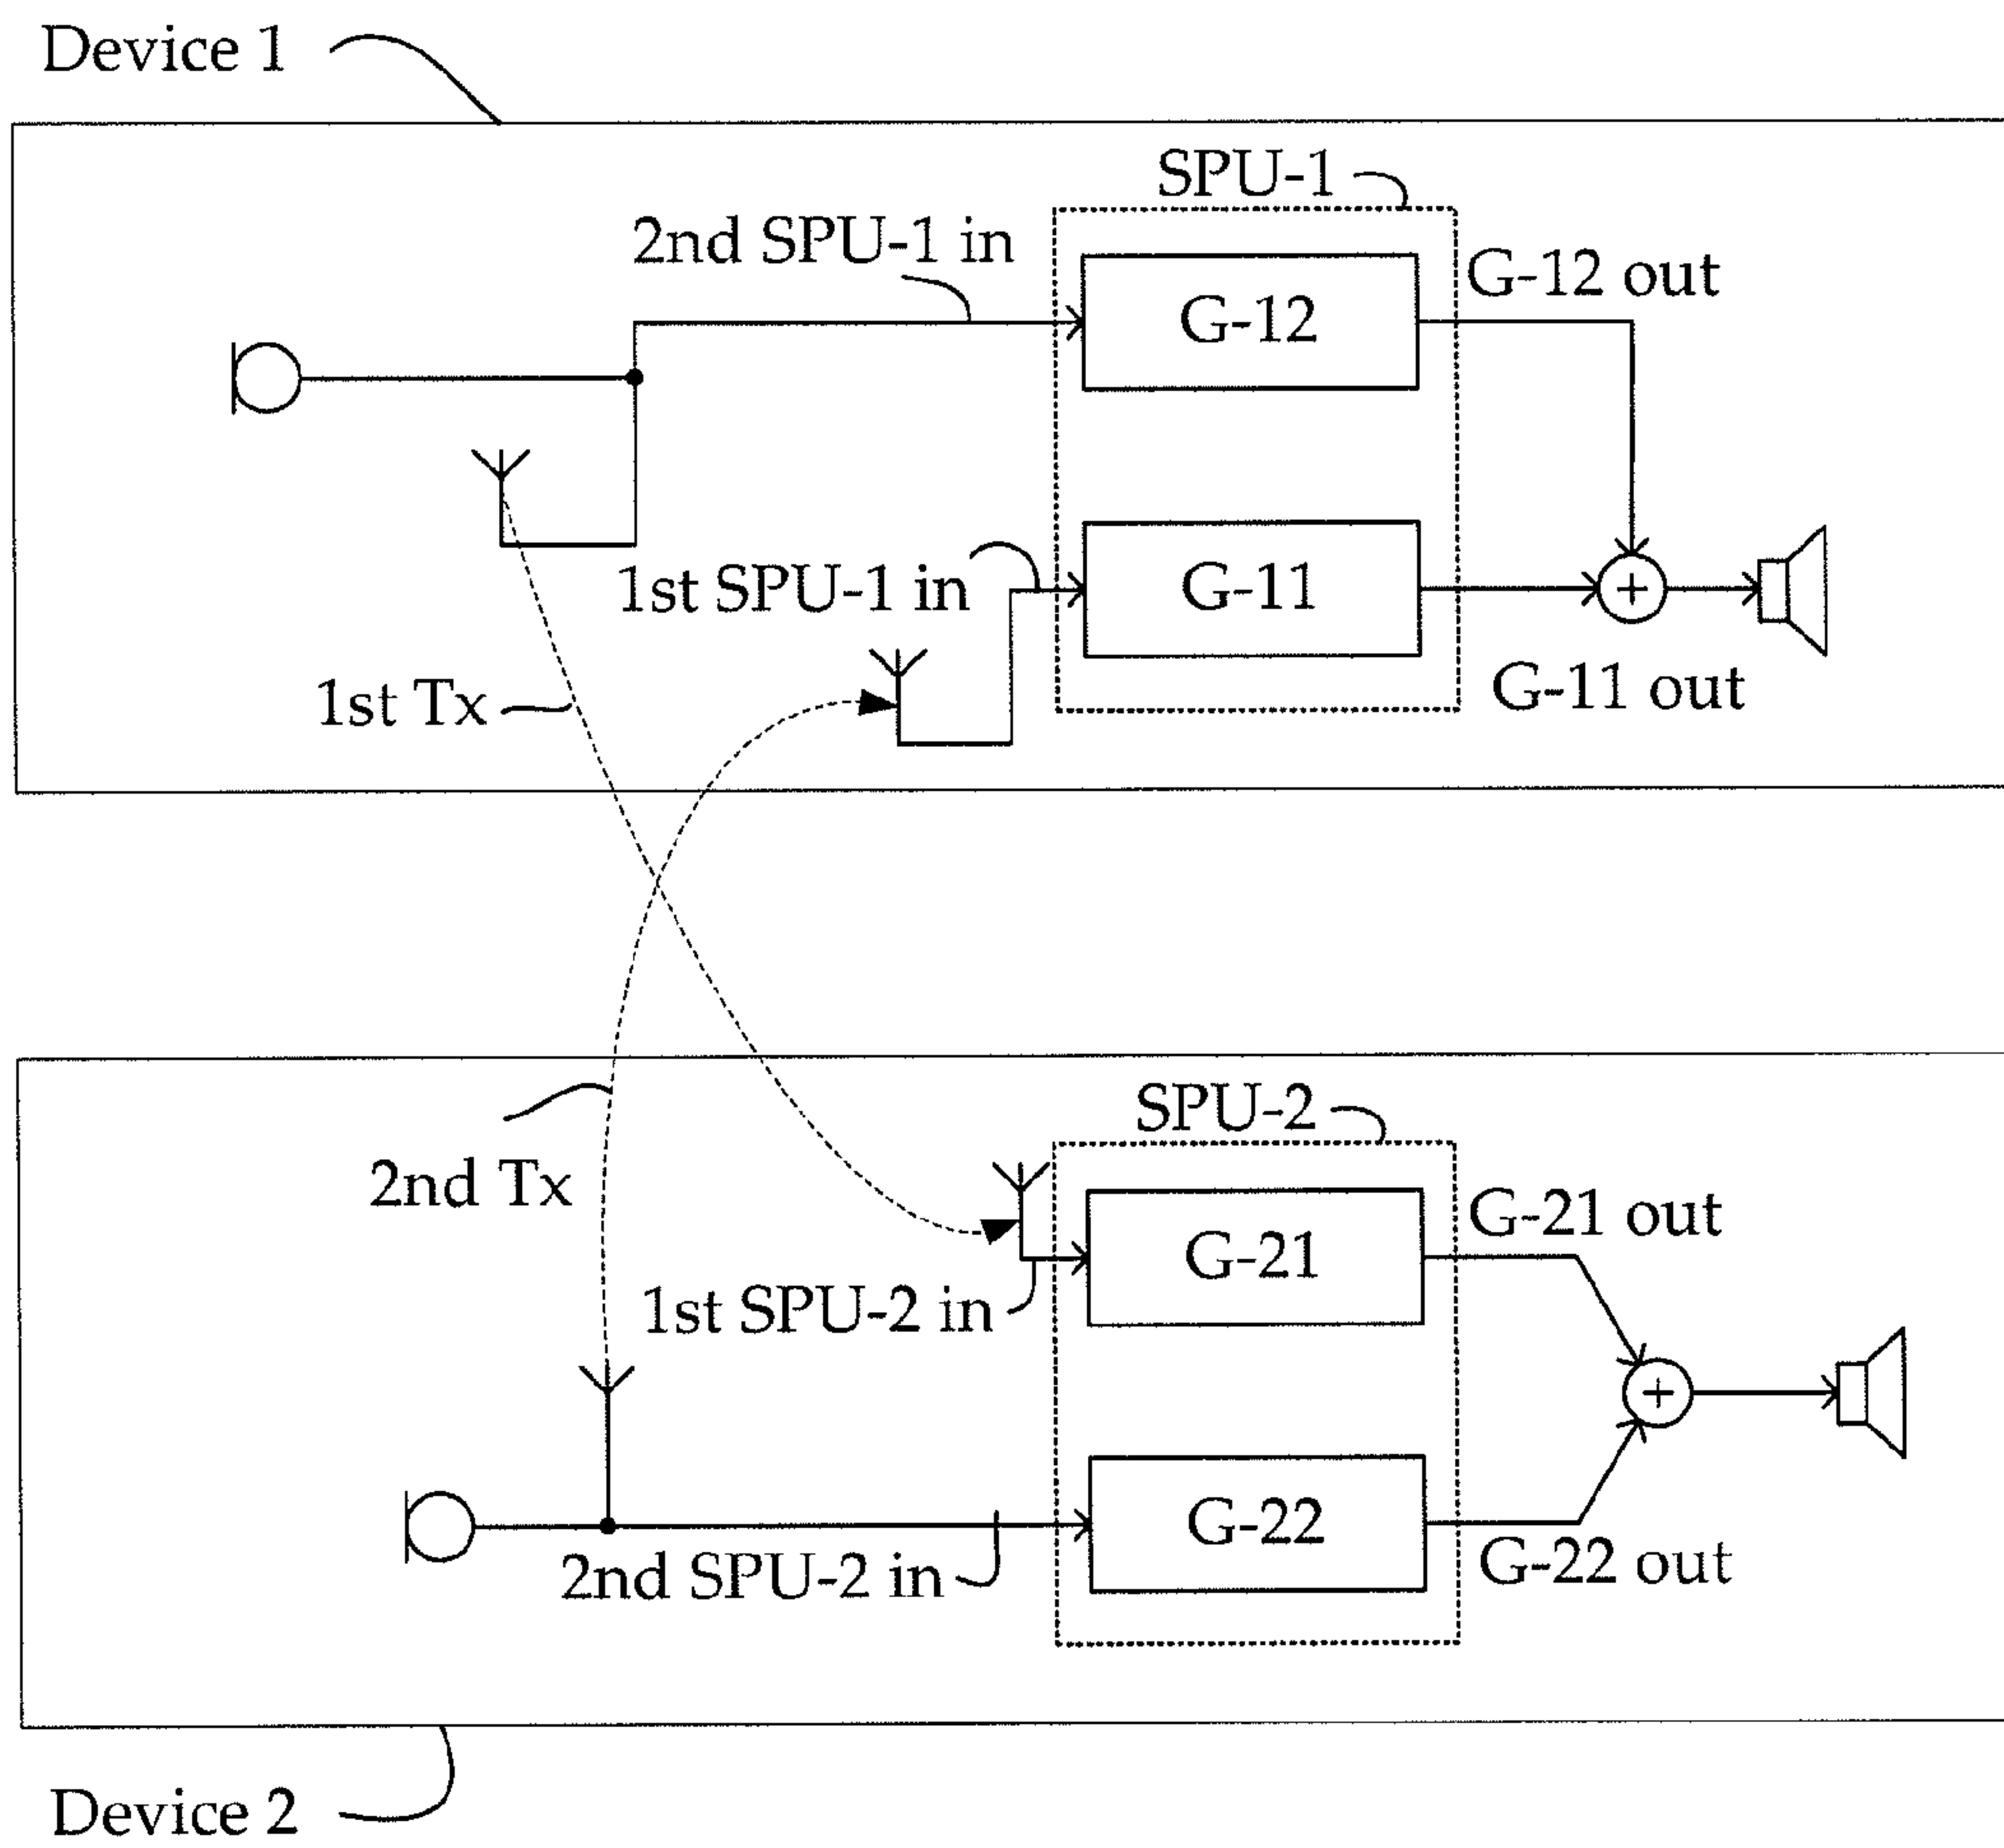 Device 1
SPU-1
2nd SPU-1 in
G-12 out
G-12
1st SPU-1 in
G-11
+
1st Tx
G-11 out
SPU-2
2nd Tx
G-21 out
G-21
1st SPU-2 in
+
G-22
2nd SPU-2 in
G-22 out
Device 2